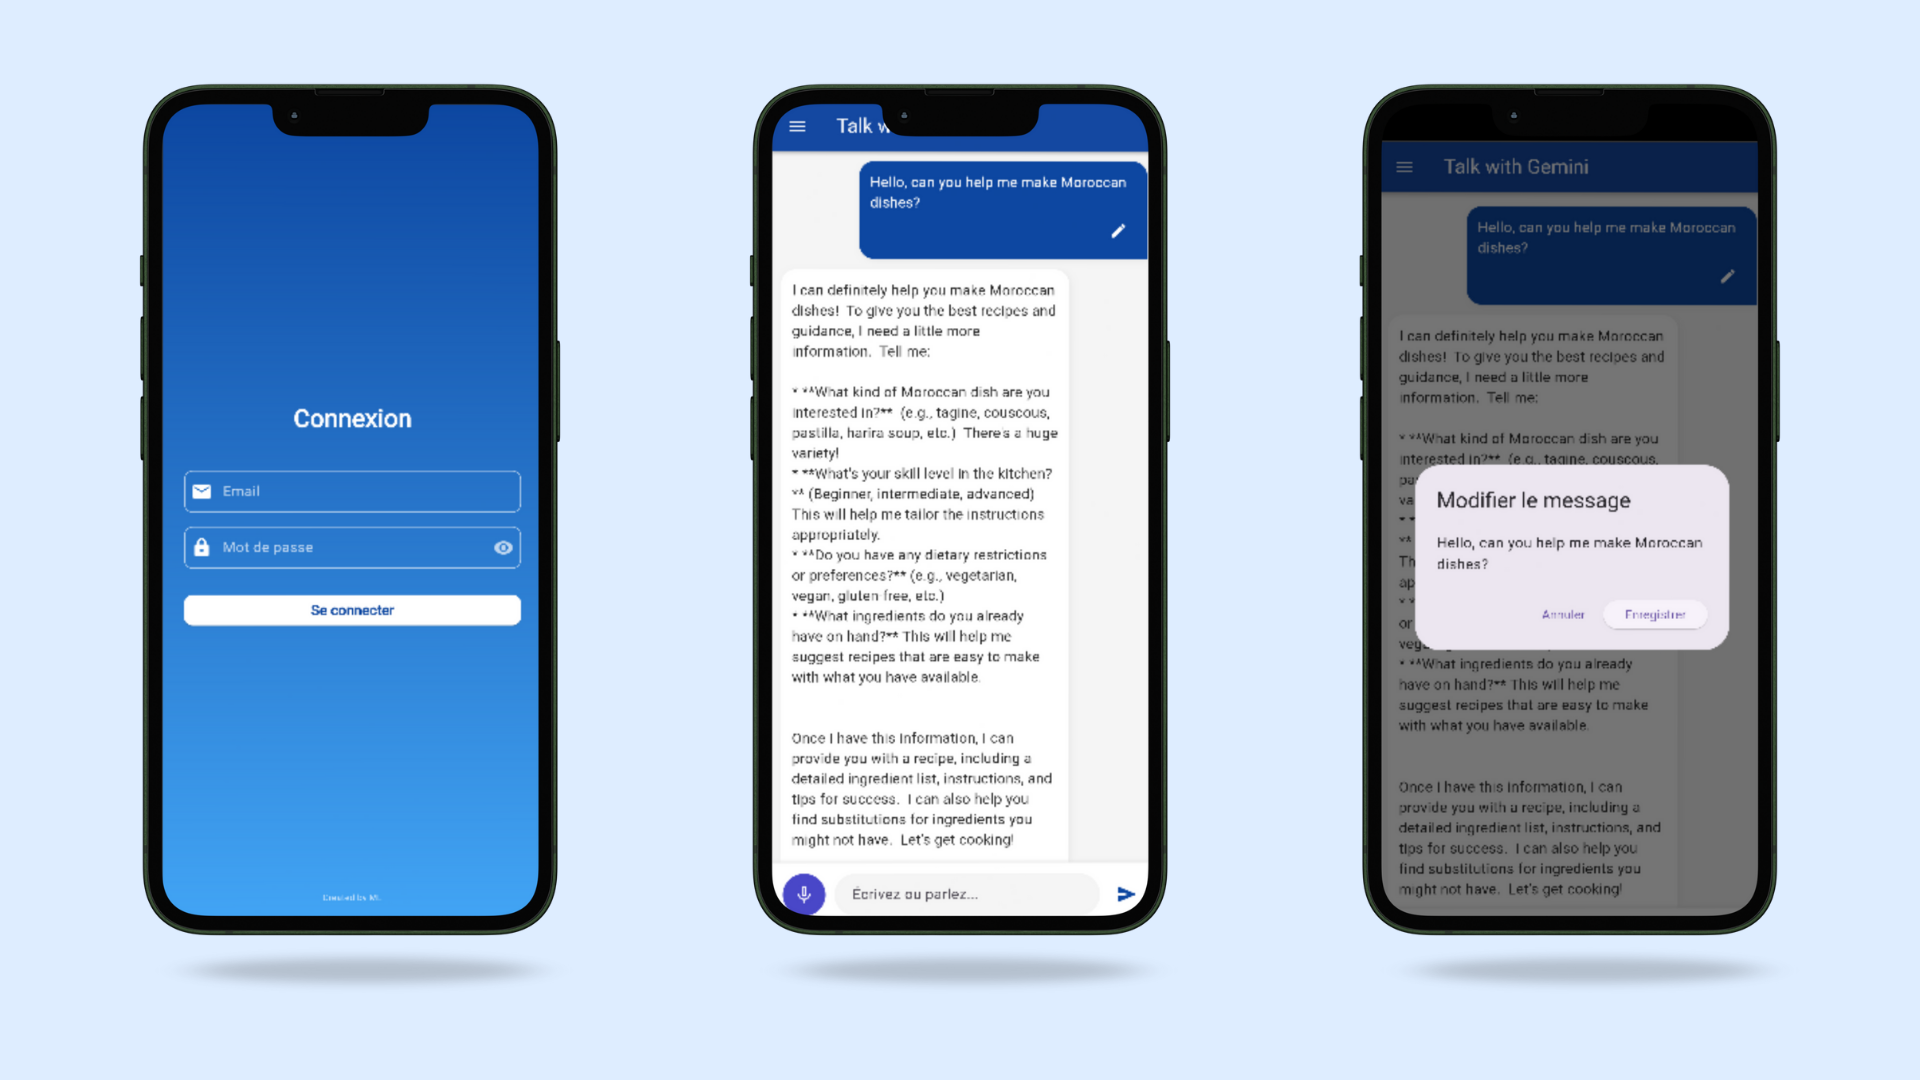 Connexion
Email
Mot de passe
Se connecter
Created by ML
Talk w
Hello, can you help me make Moroccan
dishes?
I can definitely help you make Moroccan
dishes! To give you the best recipes and
guidance, I need a little more
information. Tell me:
* **What kind of Moroccan dish are you
interested in?** (e.g., tagine, couscous,
pastilla, harira soup, etc.) There's a huge
variety!
* **What's your skill level in the kitchen?
** (Beginner, intermediate, advanced)
This will help me tailor the instructions
appropriately.
* **Do you have any dietary restrictions
or preferences?** (e.g., vegetarian,
vegan, gluten free, etc.)
* **What ingredients do you already
have on hand?** This will help me
suggest recipes that are easy to make
with what you have available.
Once I have this information, I can
provide you with a recipe, including a
detailed ingredient list, instructions, and
tips for success. I can also help you
find substitutions for ingredients you
might not have. Let's get cooking!
Écrivez ou parlez...
Talk with Gemini
Hello, can you help me make Moroccan
dishes?
I can definitely help you make Moroccan
dishes! To give you the best recipes and
guidance, I need a little more
information. Tell me:
* **What kind of Moroccan dish are you
interested in?** (e.g., tagine, couscous,
pa
va
* *
**
Th
ap
* *
or
veg
Modifier le message
Hello, can you help me make Moroccan
dishes?
Annuler
Enregistrer
* **What ingredients do you already
have on hand?** This will help me
suggest recipes that are easy to make
with what you have available.
Once I have this information, I can
provide you with a recipe, including a
detailed ingredient list, instructions, and
tips for success. I can also help you
find substitutions for ingredients you
might not have. Let's get cooking!